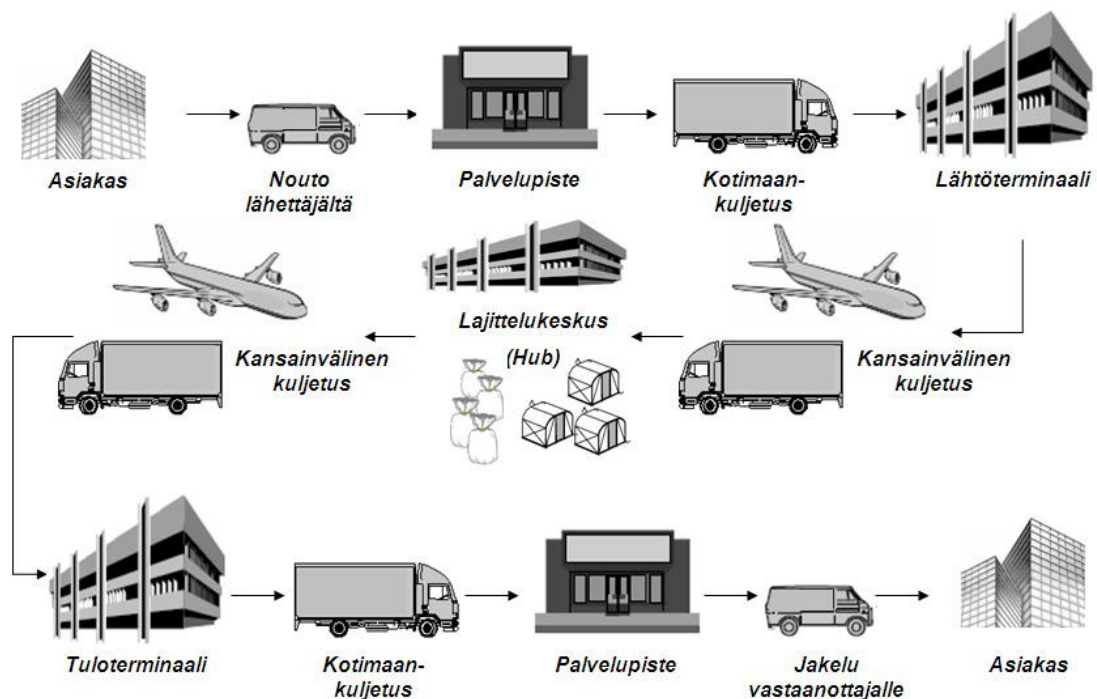 Asiakas
Nouto
lähettäjältä
Palvelupiste
Kotimaan-
kuljetus
Lähtöterminaali
Kansainvälinen
kuljetus
Lajittelukeskus
(Hub)
Kansainvälinen
kuljetus
Tuloterminaali
Kotimaan-
kuljetus
Palvelupiste
Jakelu
vastaanottajalle
Asiakas